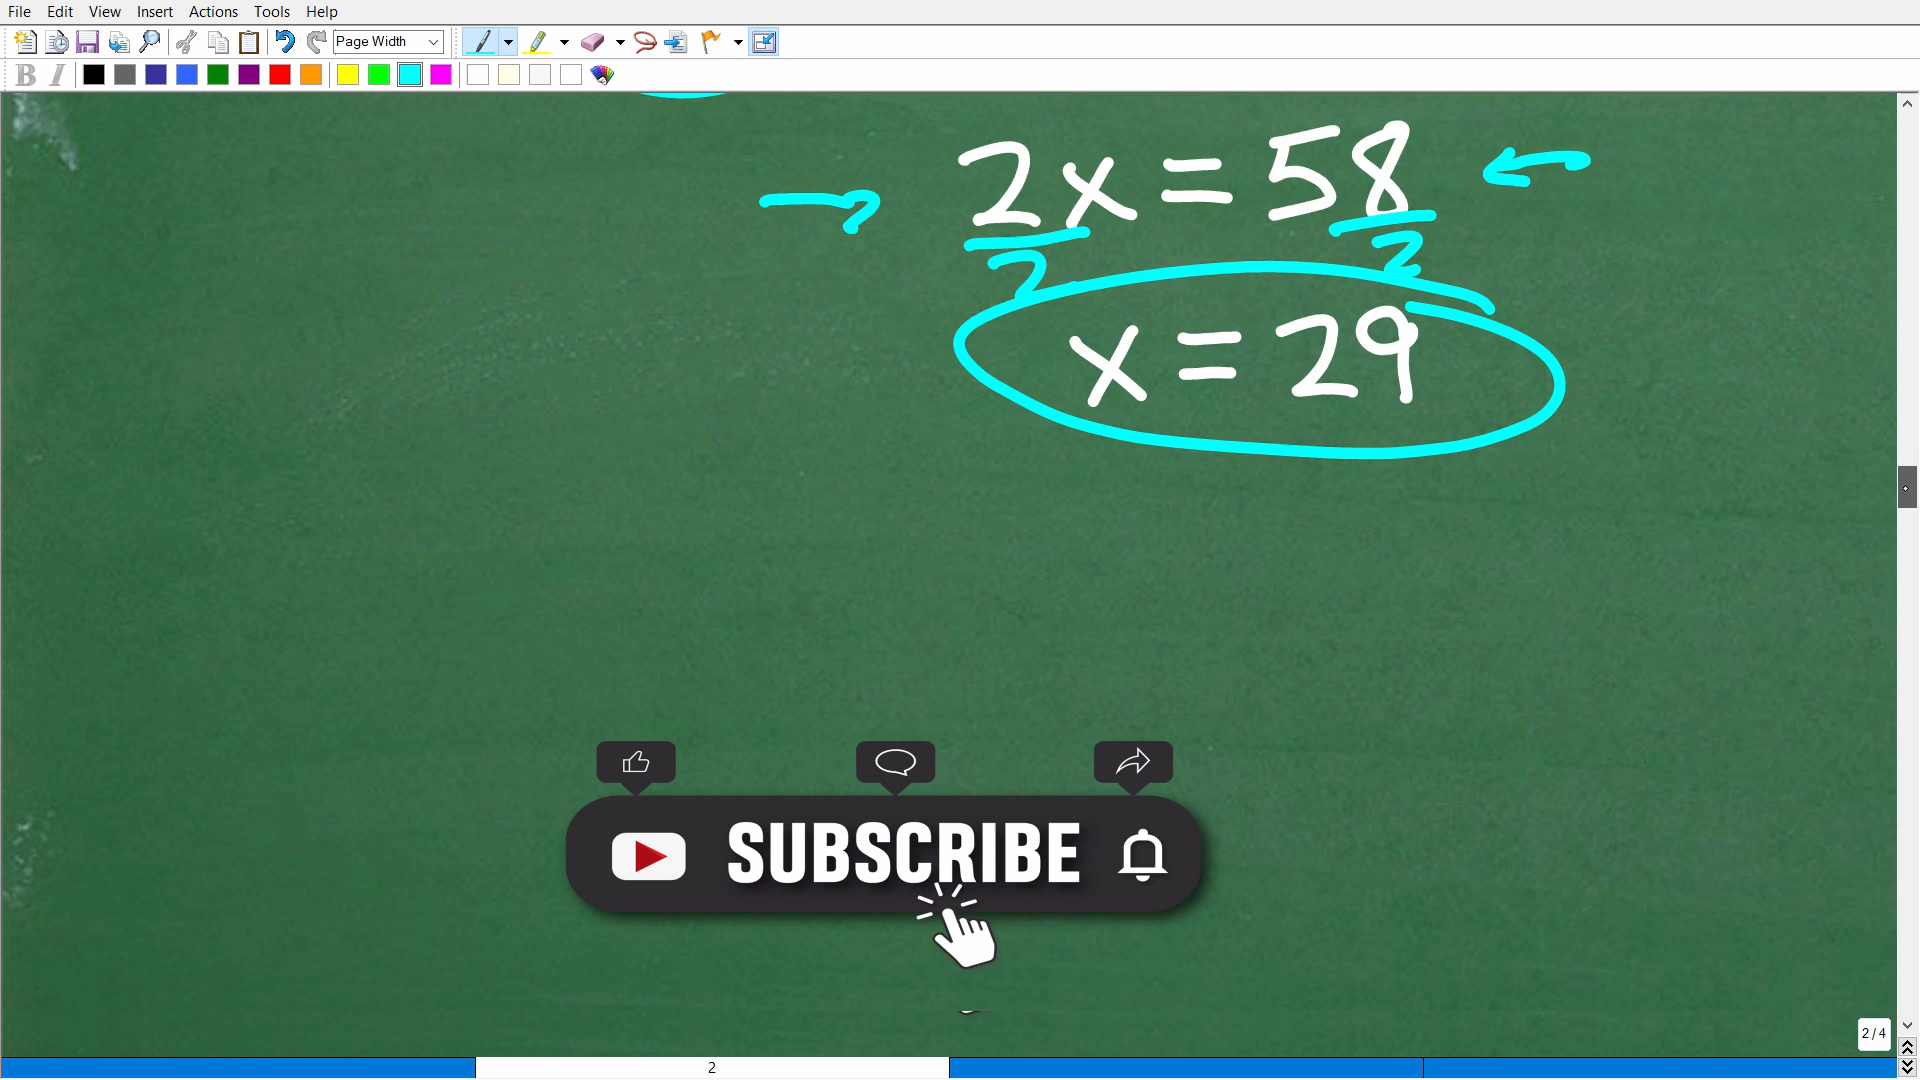 File Edit View Insert Actions Tools Help
Page Width
B I
2x = 58
2 2
x = 29
SUBSCRIBE
2 / 4
2